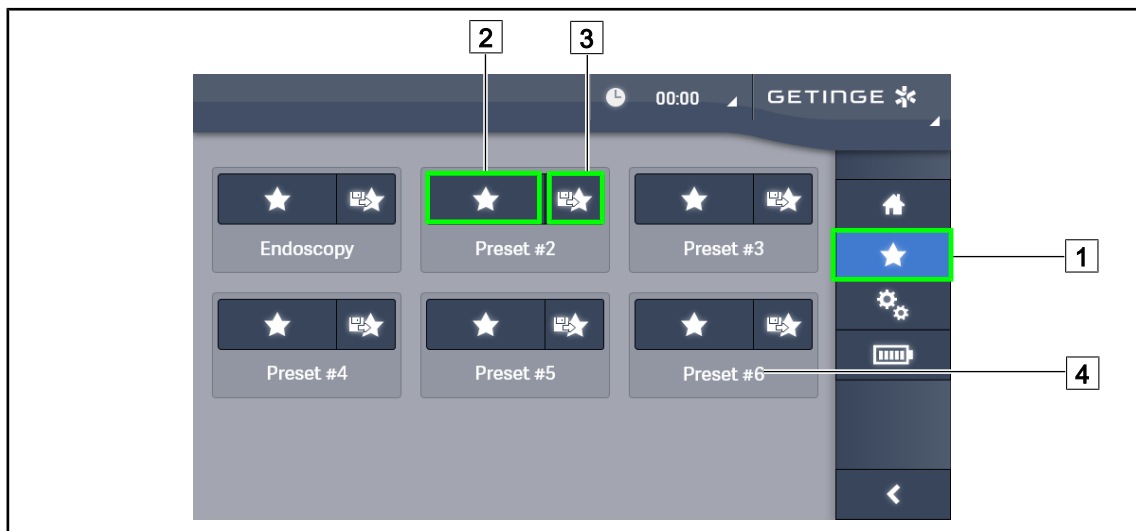 2 3
00:00 GETINGE
Endoscopy Preset #2 Preset #3
1
Preset #4 Preset #5 Preset #6
4